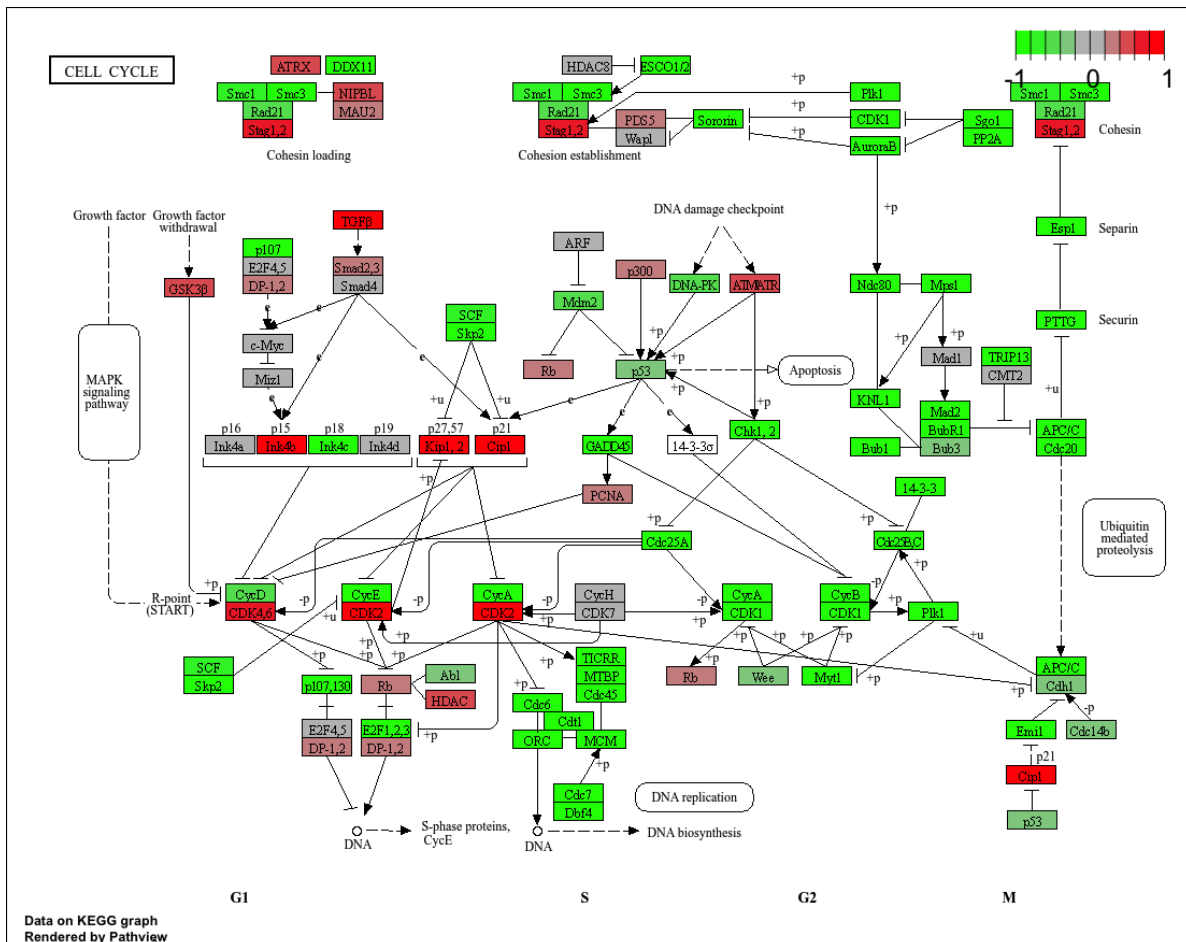 CELL CYCLE
ATRX
DDX11
Smc1
Smc3
NIPBL
Rad21
MAU2
Stag1,2
Cohesin loading
HDAC8
ESCO1/2
Smc1
Smc3
Rad21
Stag1,2
PDS5
Wapl
Sororin
Cohesion establishment
+p
Plk1
+p
CDK1
+p
AuroraB
Sgo1
PP2A
-1
0
1
Smc1
Smc3
Rad21
Stag1,2
Cohesin
Growth factor
Growth factor
withdrawal
TGFβ
DNA damage checkpoint
+p
p107
E2F4,5
DP-1,2
Smad2,3
Smad4
GSK3β
ARF
p300
DNA-PK
ATM/ATR
Mdm2
Esp1
Separin
Ndc80
Mps1
e
e
SCF
Skp2
c-Myc
Miz1
e
e
e
+u
+u
Rb
+p
+p
p53
+p
+p
Apoptosis
e
e
e
+p
+p
Mad1
TRIP13
CMT2
PTTG
Securin
+u
KNL1
MAPK
signaling
pathway
p16
Ink4a
p15
Ink4b
p18
Ink4c
p19
Ink4d
p27,57
Kip1, 2
p21
Cip1
GADD45
14-3-3σ
Chk1, 2
Mad2
BubR1
Bub1
Bub3
APC/C
Cdc20
+p
PCNA
+p
Cdc25A
+p
14-3-3
Cdc25B,C
Ubiquitin
mediated
proteolysis
R-point
(START)
+p
CycD
CDK4,6
-p
CycE
CDK2
-p
CycA
CDK2
-p
+p
CycH
CDK7
-p
+p
CycA
CDK1
CycB
CDK1
-p
+p
+p
Plk1
+u
+u
+p
+p
+p
+p
+p
+p
+p
+p
+p
+p
SCF
Skp2
p107,130
Rb
Abl
HDAC
TICRR
MTBP
Cdc45
Rb
Wee
Myt1
APC/C
Cdh1
-p
E2F4,5
DP-1,2
E2F1,2,3
DP-1,2
+p
Cdc6
Cdt1
ORC
MCM
+p
Emi1
Cdc14b
p21
Cip1
p53
Cdc7
Dbf4
DNA replication
DNA
S-phase proteins,
CycE
DNA
DNA biosynthesis
G1
S
G2
M
Data on KEGG graph
Rendered by Pathview